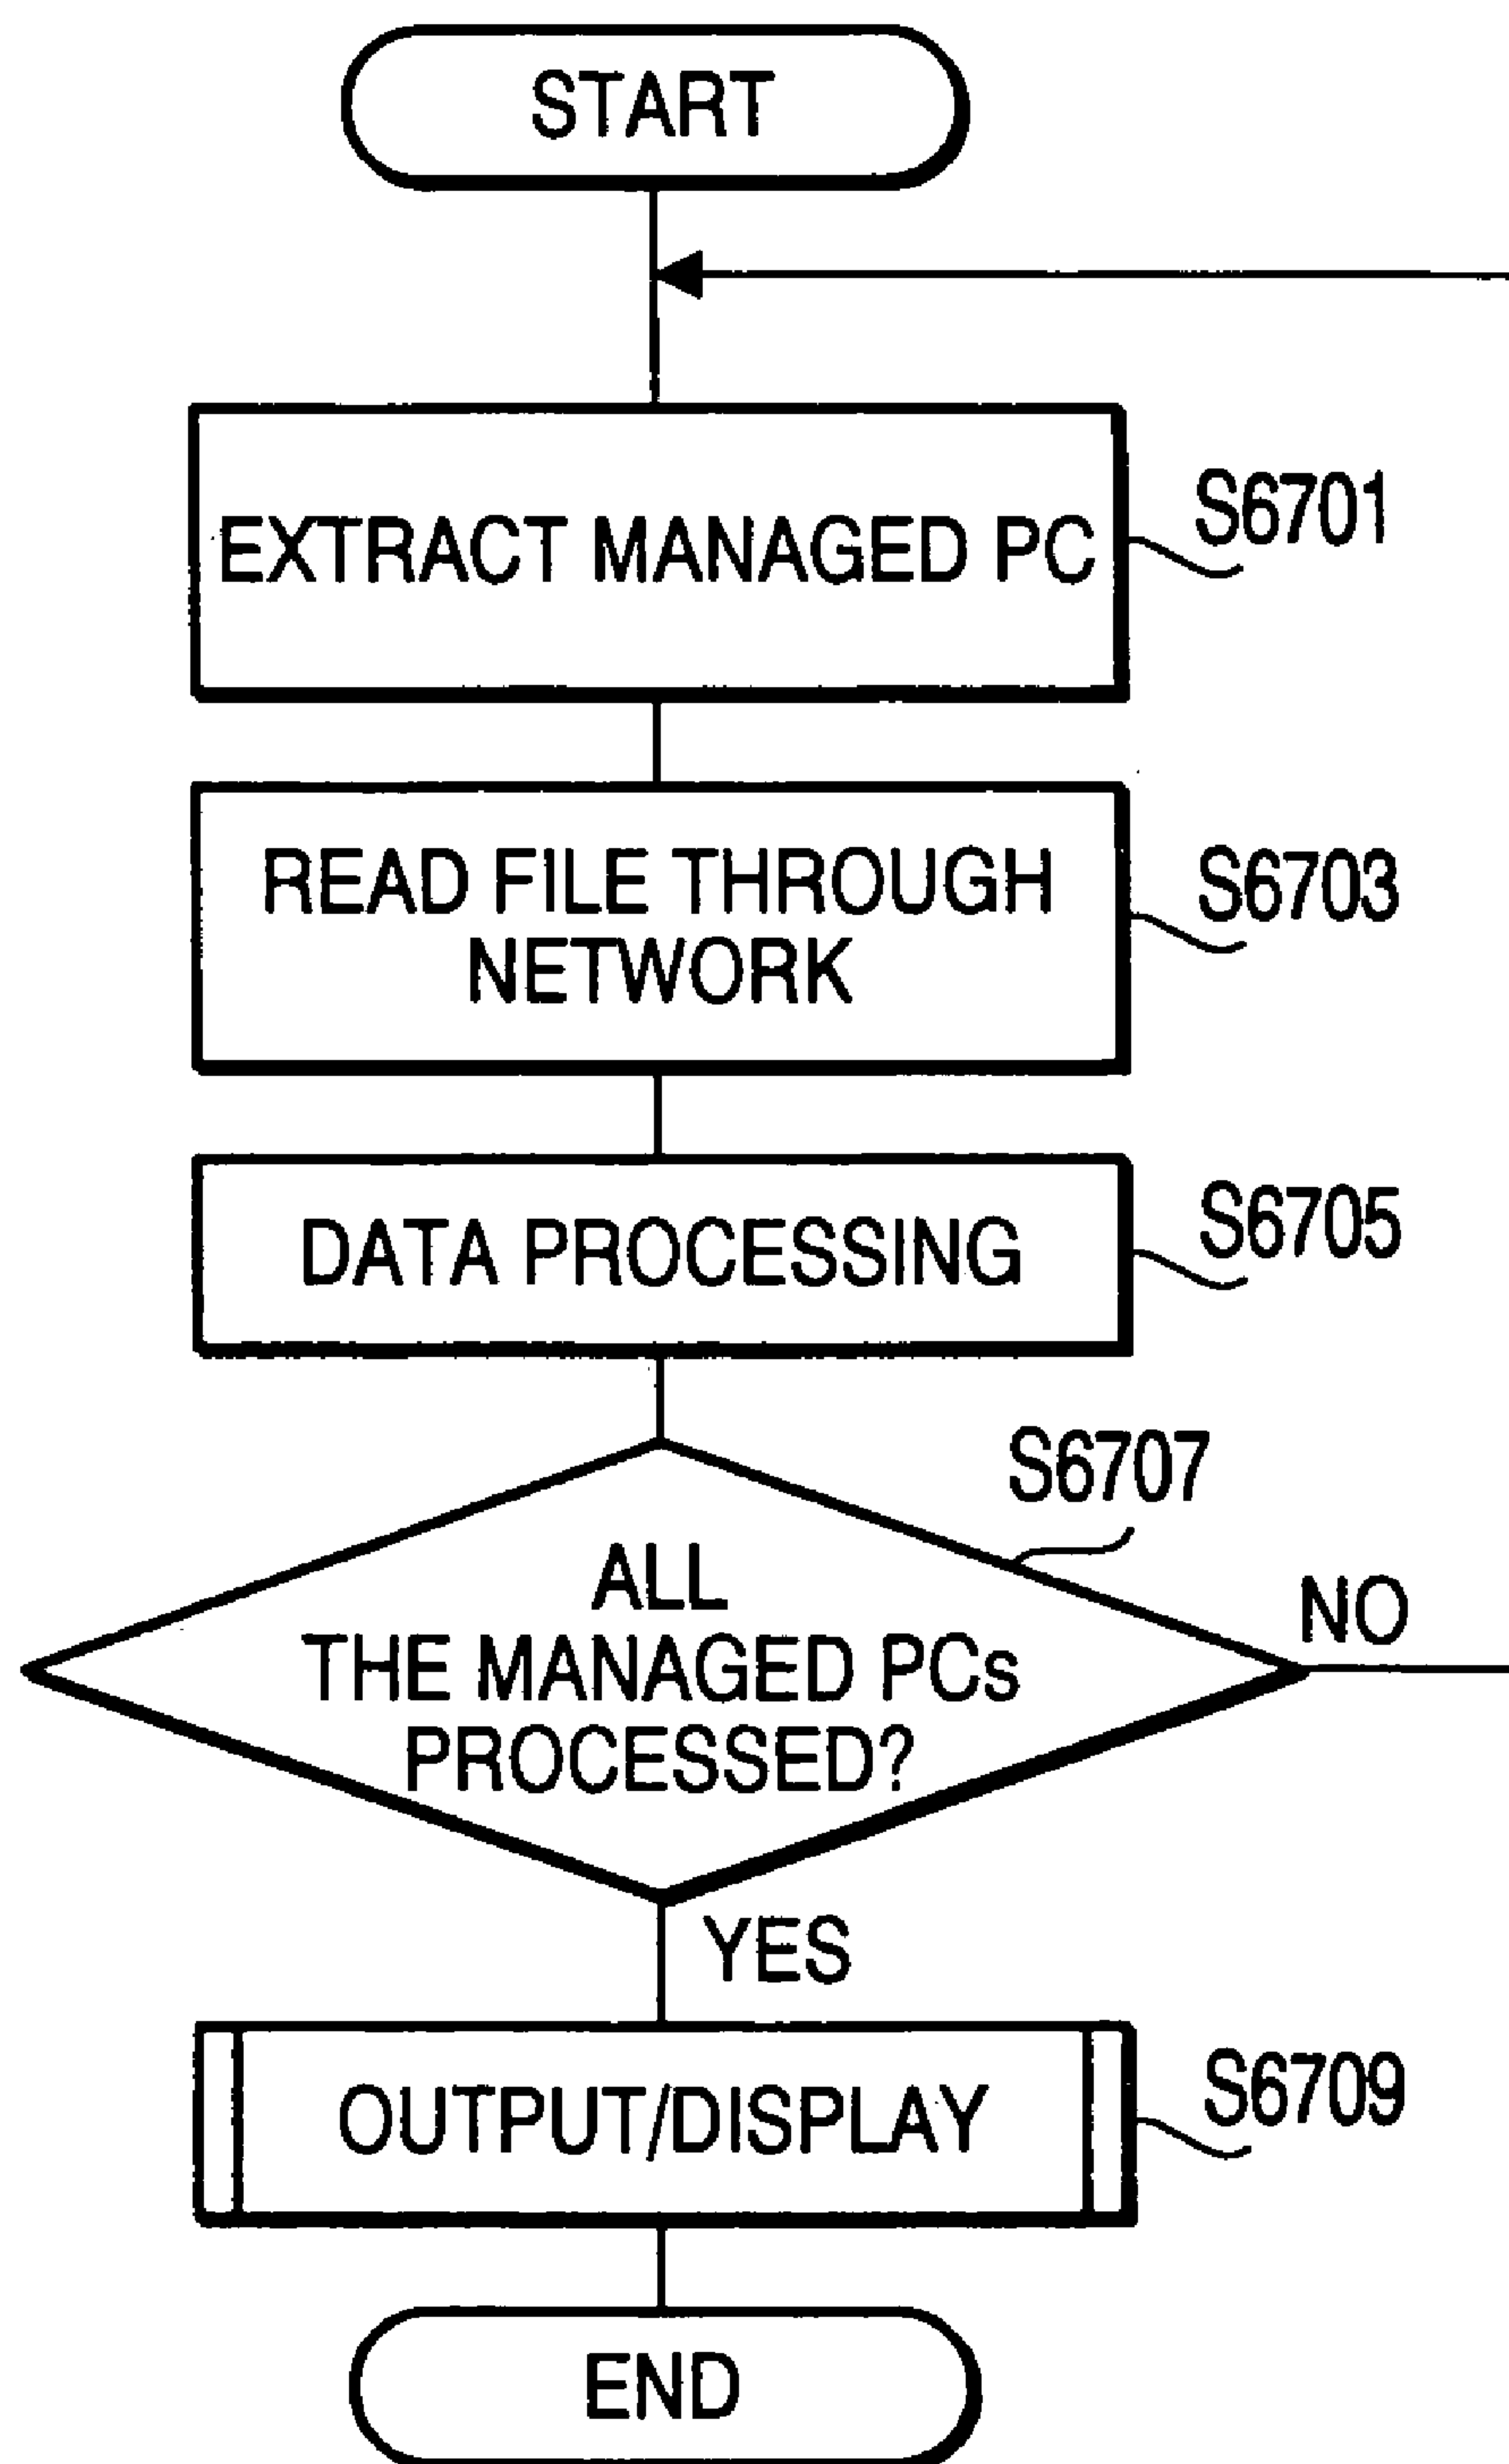 START
EXTRACT MANAGED PC
S6701
READ FILE THROUGH
NETWORK
S6703
DATA PROCESSING
S6705
S6707
ALL
THE MANAGED PCs
PROCESSED?
NO
YES
OUTPUT/DISPLAY
S6709
END